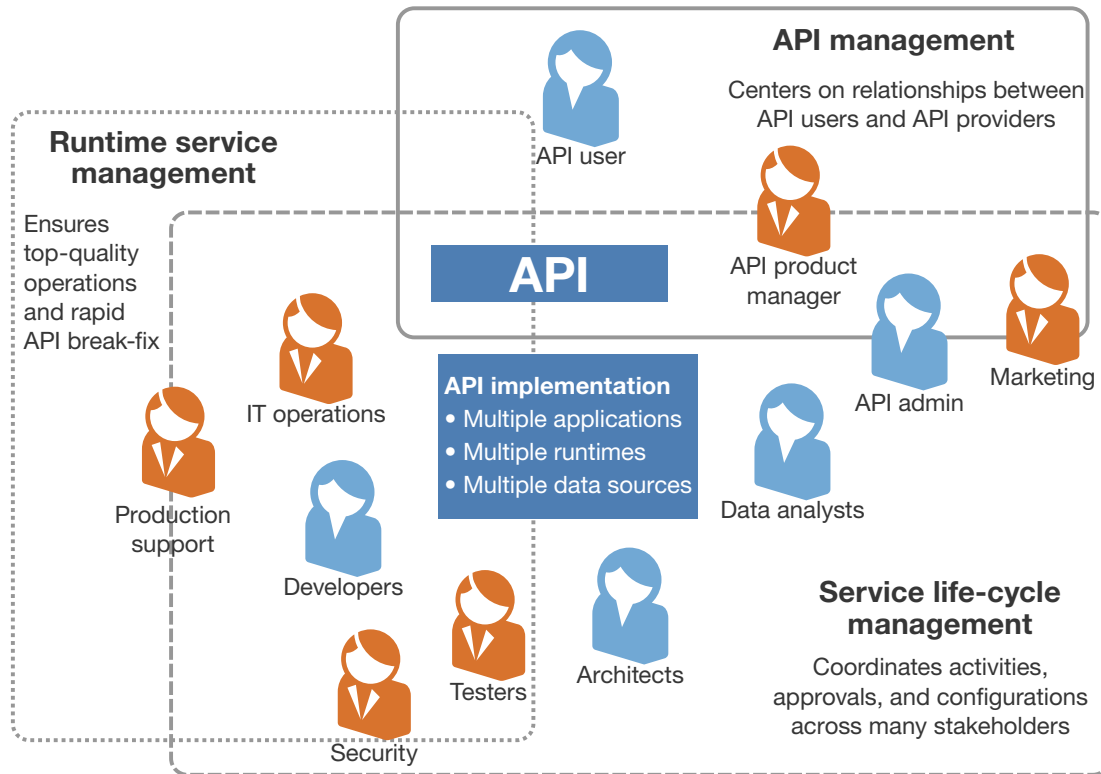 API management
Centers on relationships between
API users and API providers
API user
Runtime service
management
Ensures
top-quality
operations
and rapid
API break-fix
API
API product
manager
Marketing
API admin
IT operations
API implementation
• Multiple applications
• Multiple runtimes
• Multiple data sources
Production
support
Data analysts
Developers
Testers
Architects
Security
Service life-cycle
management
Coordinates activities,
approvals, and configurations
across many stakeholders